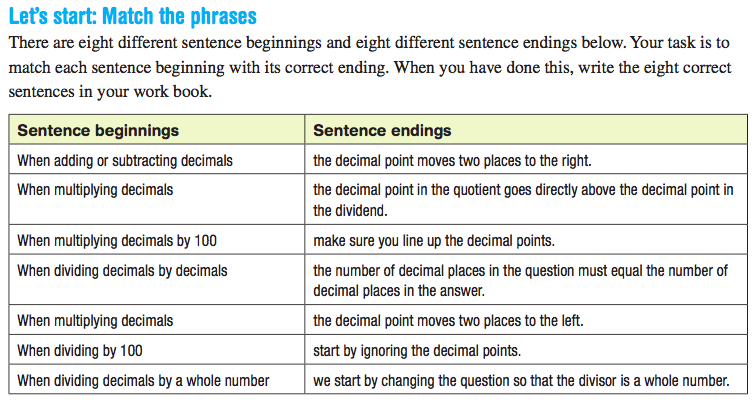 Let's start: Match the phrases
There are eight different sentence beginnings and eight different sentence endings below. Your task is to
match each sentence beginning with its correct ending. When you have done this, write the eight correct
sentences in your work book.
Sentence beginnings
Sentence endings
When adding or subtracting decimals
the decimal point moves two places to the right.
When multiplying decimals
the decimal point in the quotient goes directly above the decimal point in
the dividend.
When multiplying decimals by 100
make sure you line up the decimal points.
When dividing decimals by decimals
the number of decimal places in the question must equal the number of
decimal places in the answer.
When multiplying decimals
the decimal point moves two places to the left.
When dividing by 100
start by ignoring the decimal points.
When dividing decimals by a whole number
we start by changing the question so that the divisor is a whole number.